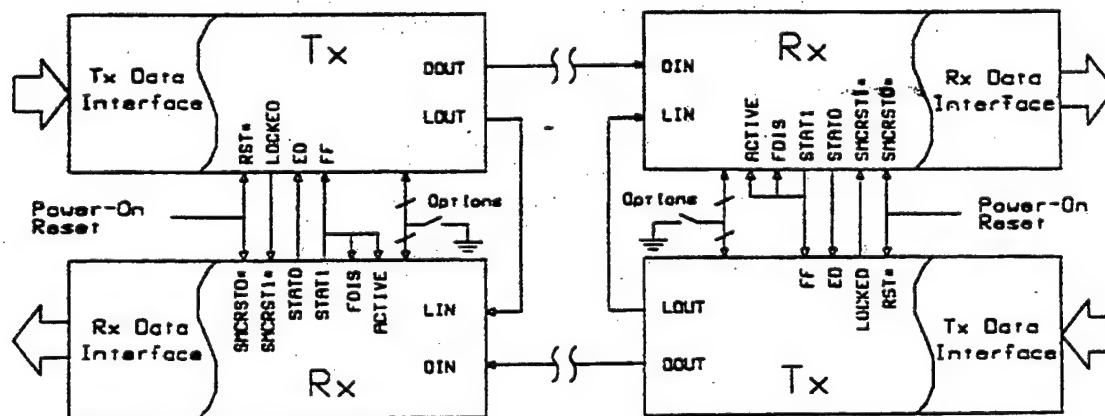 Tx Data
Interface
Tx
DOUT
LOUT
RST*
LOCKED
ED
FF
Rx
DIN
LIN
ACTIVE
FDIS
STAT1
STAT0
SMCRST1*
SMCRST0*
Rx Data
Interface
Power-On
Reset
Options
Options
Power-On
Reset
Rx Data
Interface
SMCRST0*
SMCRST1*
STAT0
STAT1
FDIS
ACTIVE
Rx
LIN
DIN
LOUT
DOUT
FF
ED
LOCKED
RST*
Tx
Tx Data
Interface